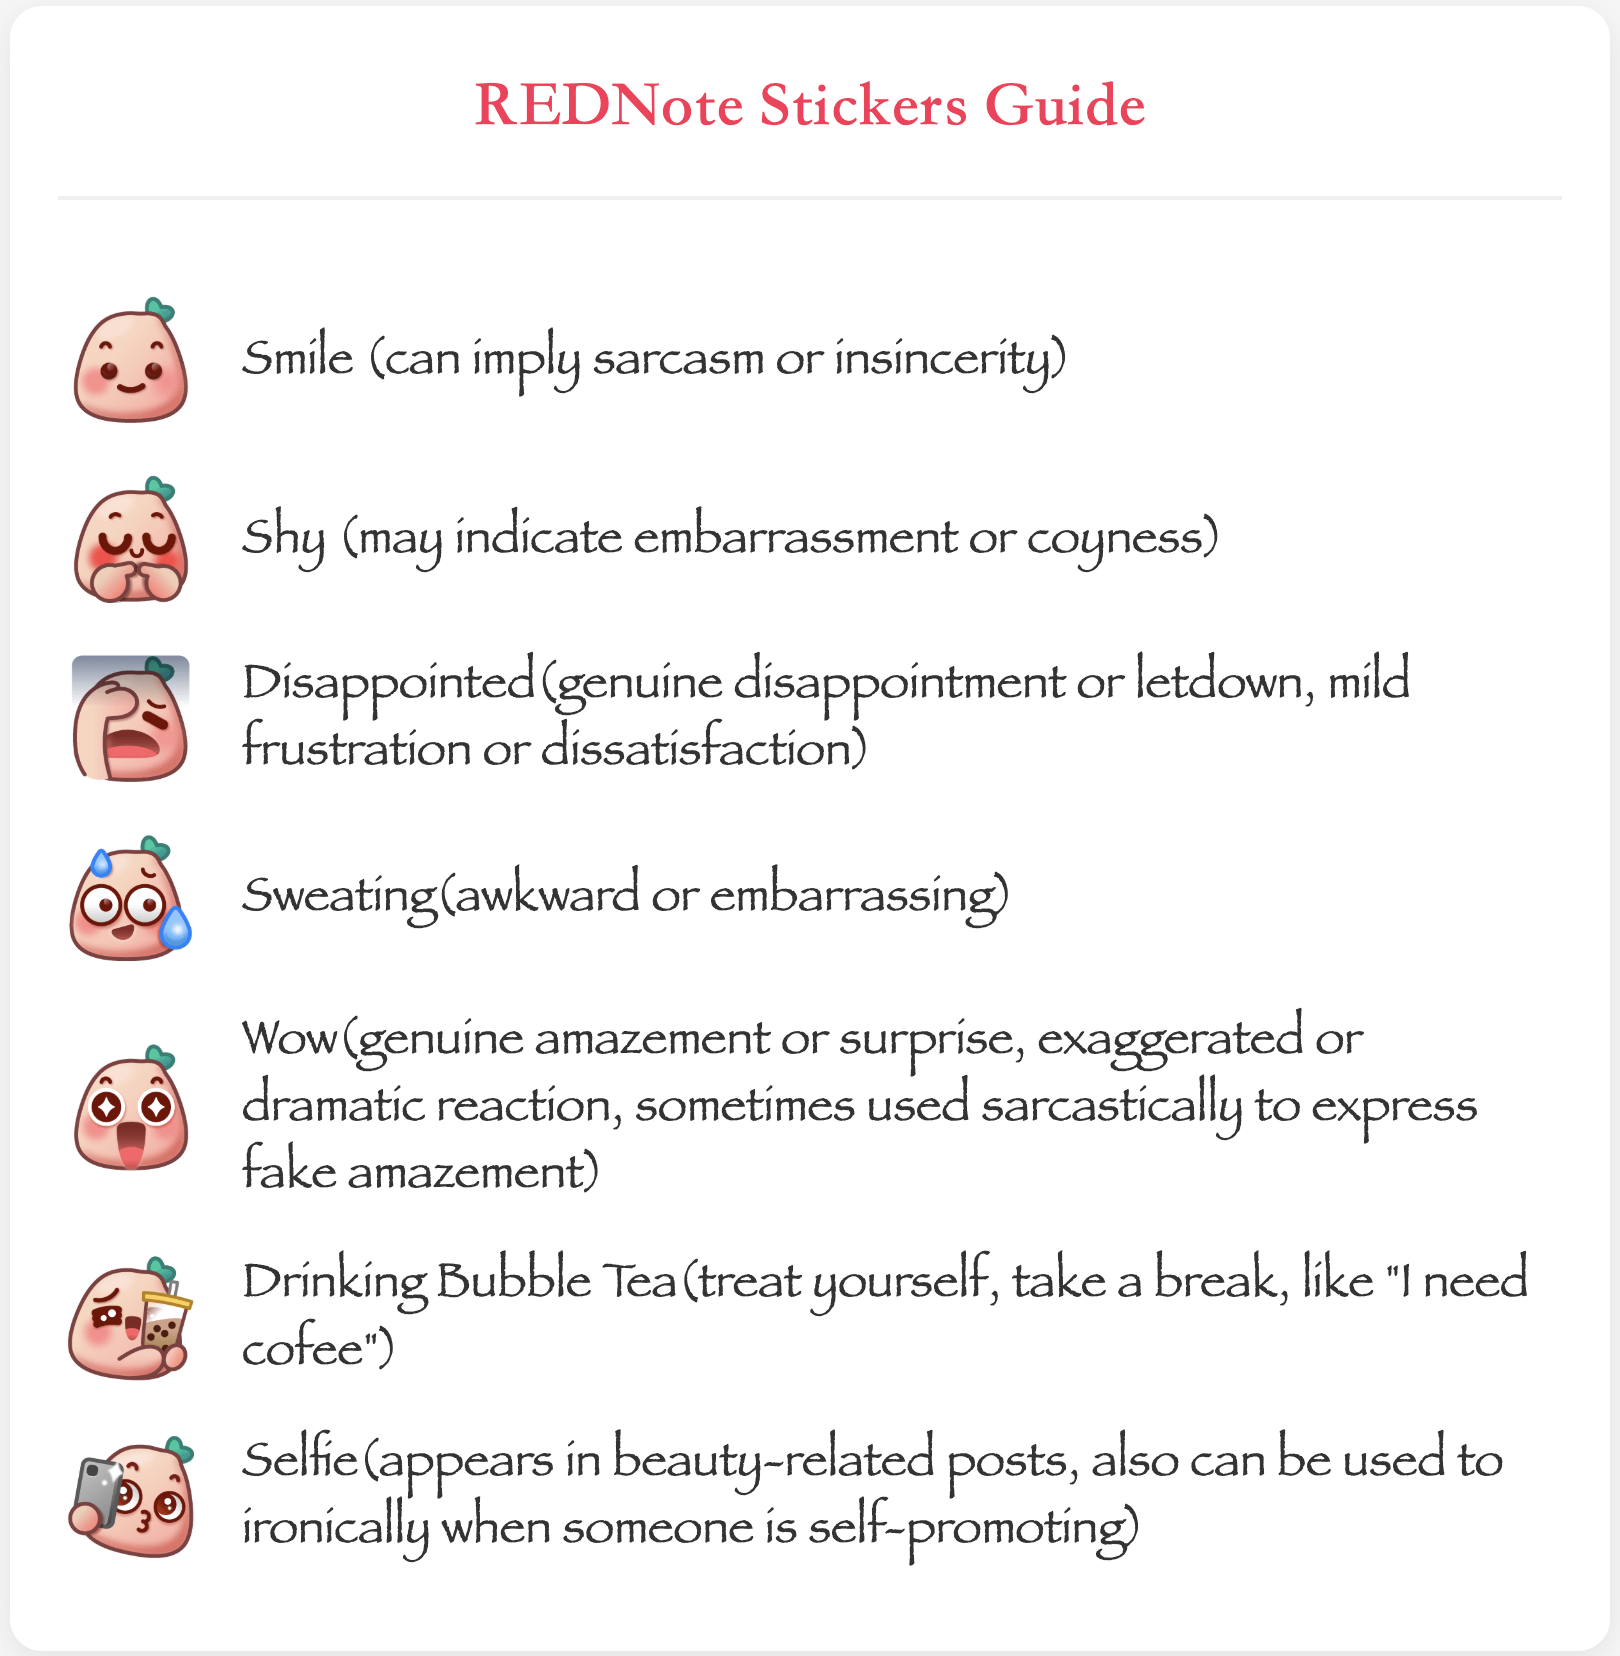 REDNote Stickers Guide
Smile (can imply sarcasm or insincerity)
Shy (may indicate embarrassment or coyness)
Disappointed(genuine disappointment or letdown, mild
frustration or dissatisfaction)
Sweating(awkward or embarrassing)
Wow(genuine amazement or surprise, exaggerated or
dramatic reaction, sometimes used sarcastically to express
fake amazement)
Drinking Bubble Tea(treat yourself, take a break, like "I need
cofee")
Selfie(appears in beauty-related posts, also can be used to
ironically when someone is self-promoting)